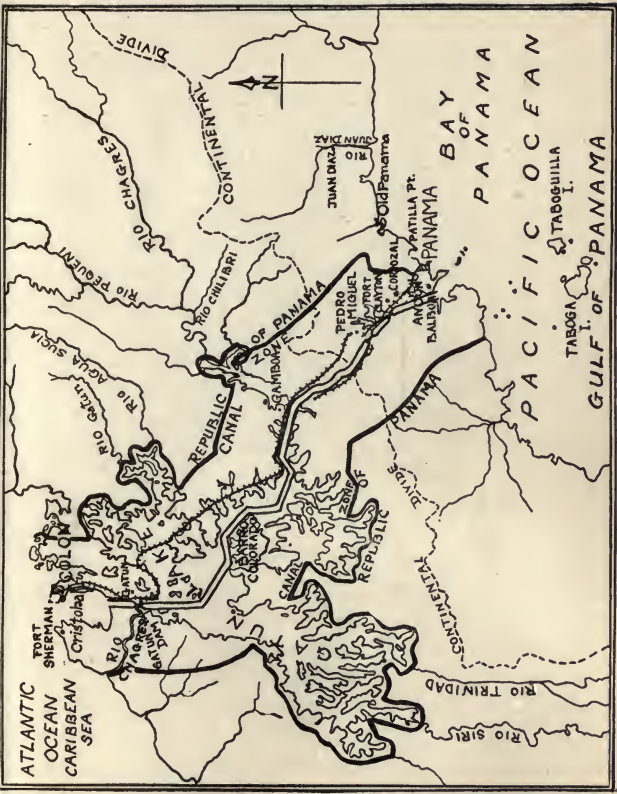 ATLANTIC
OCEAN
CARIBBEAN
SEA
FORT
SHERMAN
Cristobal
COLON
RIO
CHAGRES
GATUN
DAM
GATUN
LAKE
BARRO
COLORADO
RIO Gatun
RIO
AGUA SUCIA
RIO PEQUENI
RIO CHAGRES
RIO CHILIBRI
CONTINENTAL
DIVIDE
N
REPUBLIC
OF PANAMA
CANAL
ZONE
GAMBOA
PEDRO
MIGUEL
FORT
CLAYTON
COROZAL
ANCON
BALBOA
PANAMA
PATILLA PT.
Old Panama
JUAN DIAZ
RIO
JUAN DIAZ
BAY
OF
PANAMA
PACIFIC OCEAN
TABOGUILLA
I.
TABOGA
I.
GULF OF PANAMA
CANAL
ZONE
REPUBLIC
OF
PANAMA
CONTINENTAL
DIVIDE
RIO TRINIDAD
RIO SIRI